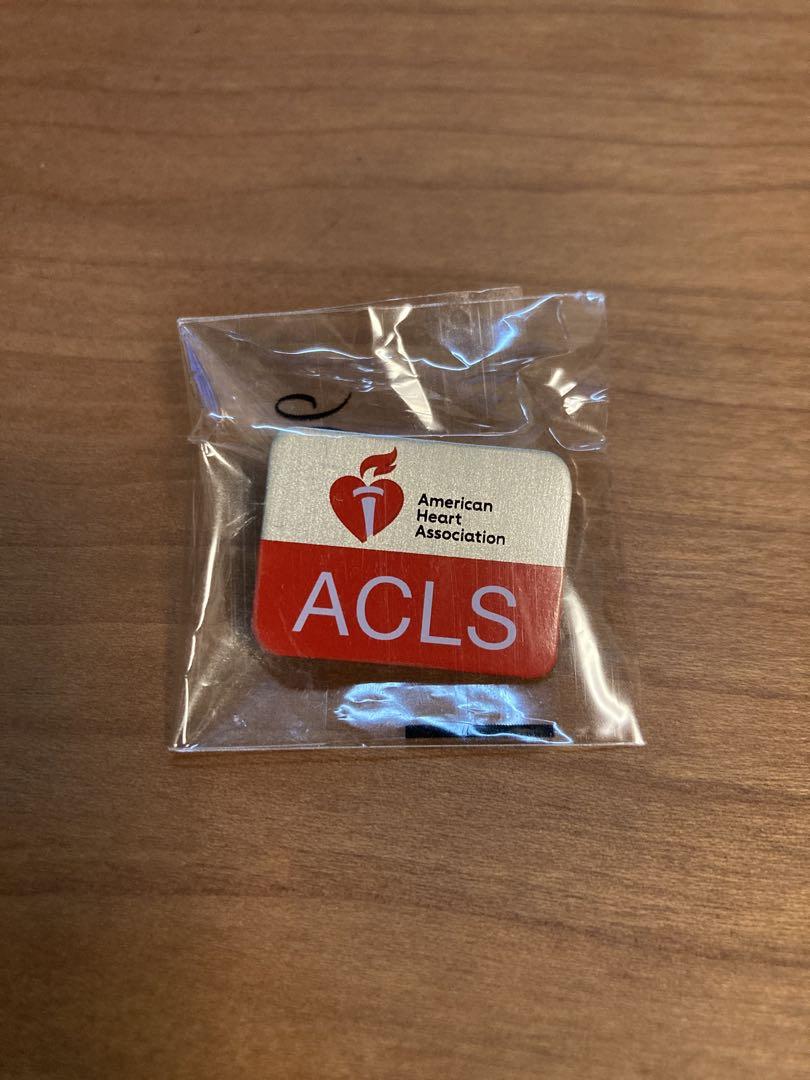 American
Heart
Association
ACLS